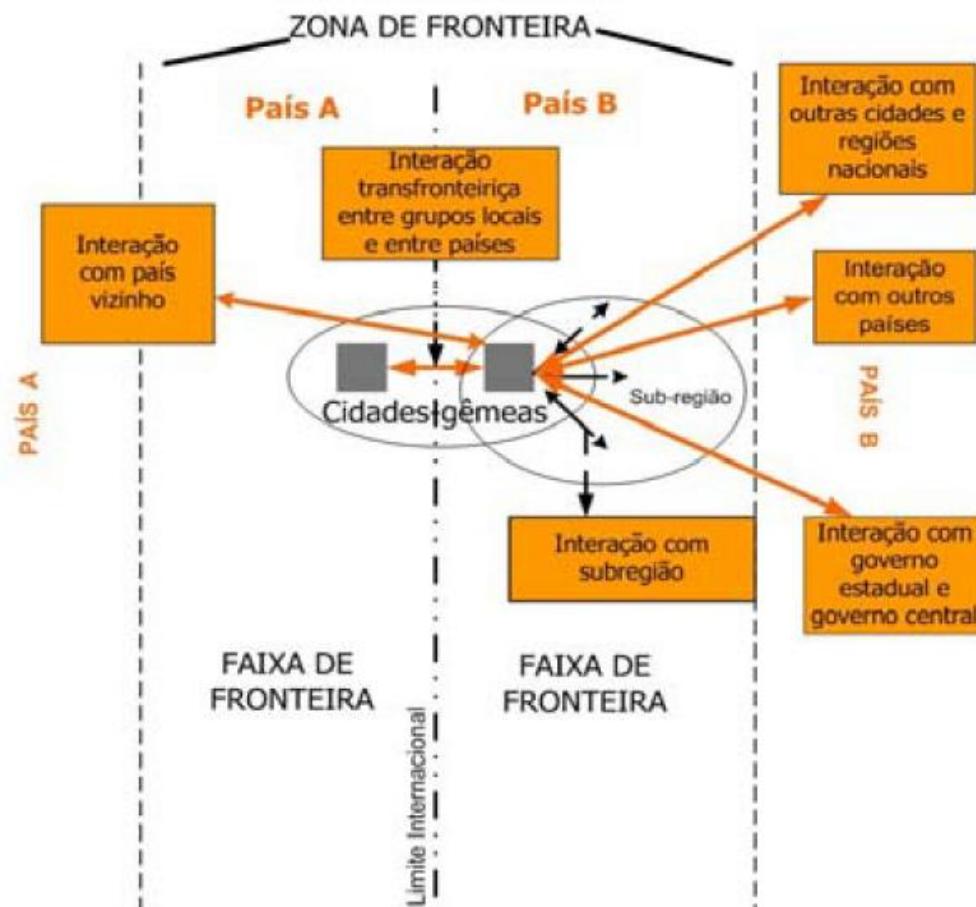 ZONA DE FRONTEIRA
País A
País B
Interação com
outras cidades e
regiões
nacionais
Interação
transfronteiriça
entre grupos locais
e entre países
Interação
com país
vizinho
Interação
com outros
países
PAÍS A
Cidades-gêmeas
Sub-região
PAÍS B
Interação com
subregião
Interação com
governo
estadual e
governo central
FAIXA DE
FRONTEIRA
FAIXA DE
FRONTEIRA
Limite Internacional